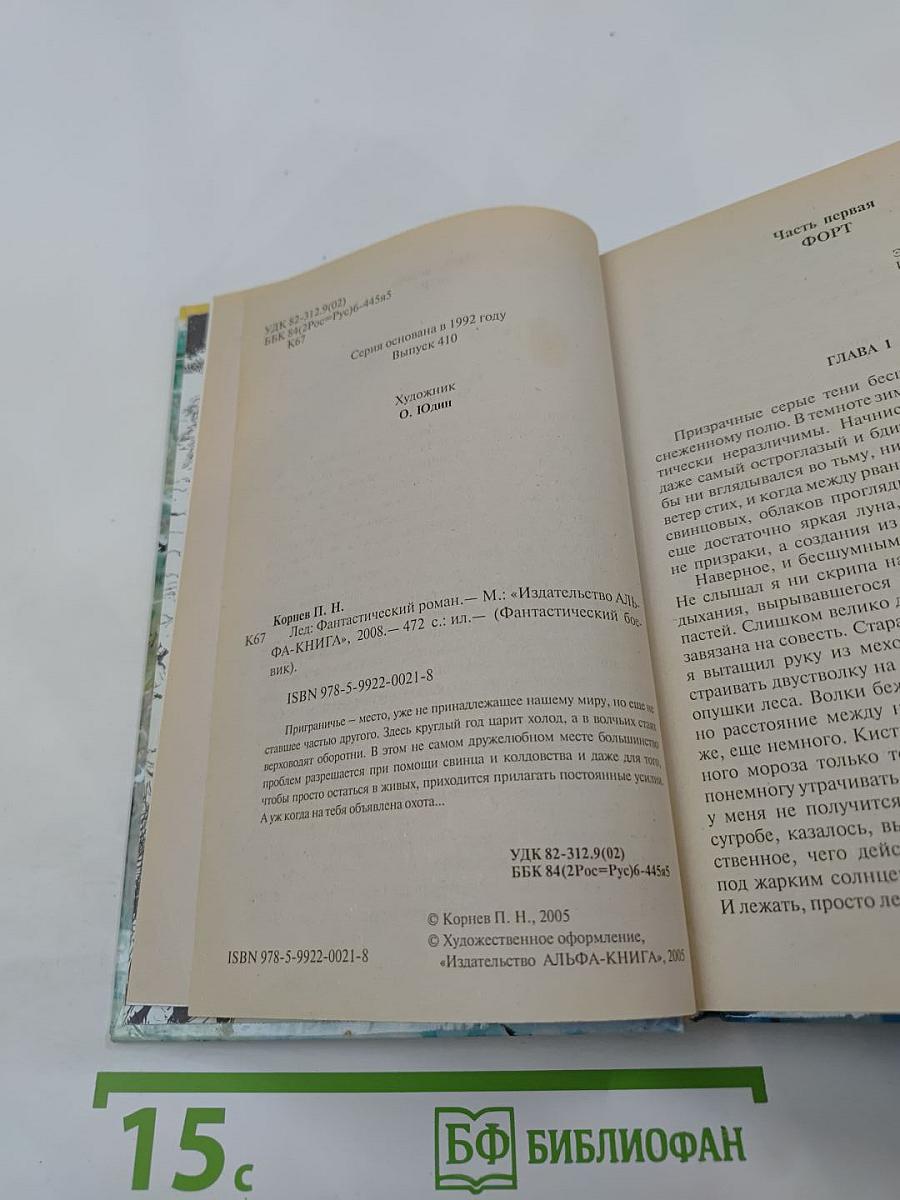 УДК 82-312.9(02)
ББК 84(2Рос=Рус)6-445я5
К67
Серия основана в 1992 году
Выпуск 410
Художник
О. Юдин
Корнев П. Н.
К67 Лед: Фантастический роман.— М.: «Издательство АЛЬ-
ФА-КНИГА», 2008.— 472 с.: ил.— (Фантастический бое-
вик).
ISBN 978-5-9922-0021-8
Приграничье – место, уже не принадлежащее нашему миру, но еще не
ставшее частью другого. Здесь круглый год царит холод, а в волчьих стаях
верховодят оборотни. В этом не самом дружелюбном месте большинство
проблем разрешается при помощи свинца и колдовства и даже для того,
чтобы просто остаться в живых, приходится прилагать постоянные усилия.
А уж когда на тебя объявлена охота...
УДК 82-312.9(02)
ББК 84(2Рос=Рус)6-445я5
© Корнев П. Н., 2005
© Художественное оформление,
«Издательство АЛЬФА-КНИГА», 2005
ISBN 978-5-9922-0021-8
Часть первая
ФОРТ
ГЛАВА 1
Призрачные серые тени бесш
снеженному полю. В темноте зим
тически неразличимы. Начнис
даже самый остроглазый и бди
бы ни вглядывался во тьму, ни
ветер стих, и когда между рван
свинцовых, облаков прогляды
еще достаточно яркая луна,
не призраки, а создания из
Наверное, и бесшумным
Не слышал я ни скрипа на
дыхания, вырывавшегося
пастей. Слишком велико д
завязана на совесть. Стара
я вытащил руку из мехо
страивать двустволку на
опушки леса. Волки беж
но расстояние между н
же, еще немного. Кист
ного мороза только те
понемногу утрачивать
у меня не получится
сугробе, казалось, вы
ственное, чего дейс
под жарким солнце
И лежать, просто ле
15 с
БФ БИБЛИОФАН